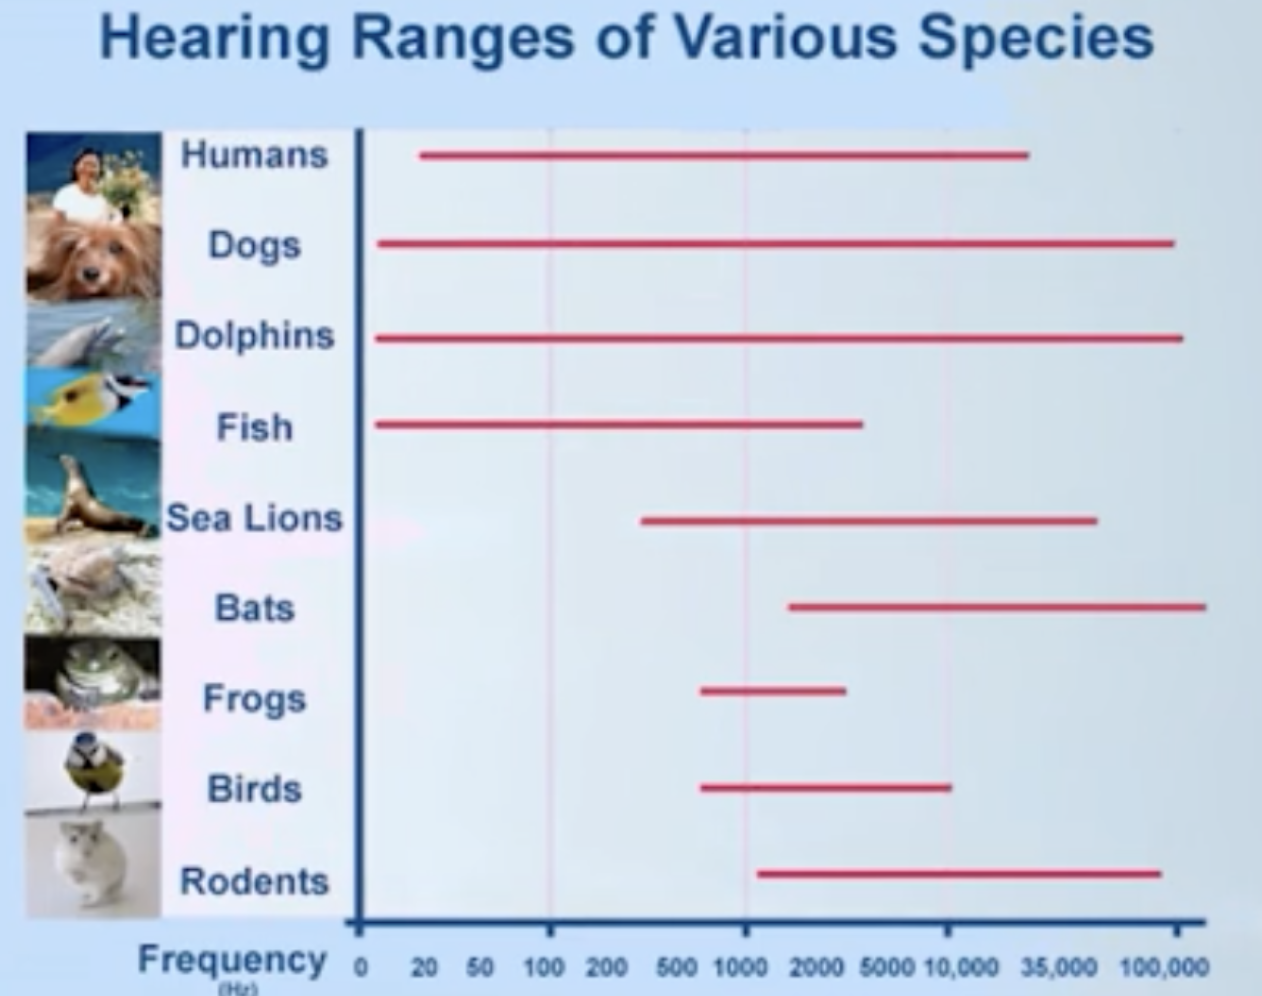 Hearing Ranges of Various Species
Humans
Dogs
Dolphins
Fish
Sea Lions
Bats
Frogs
Birds
Rodents
Frequency 0 20 50 100 200 500 1000 2000 5000 10,000 35,000 100,000
(Hz)